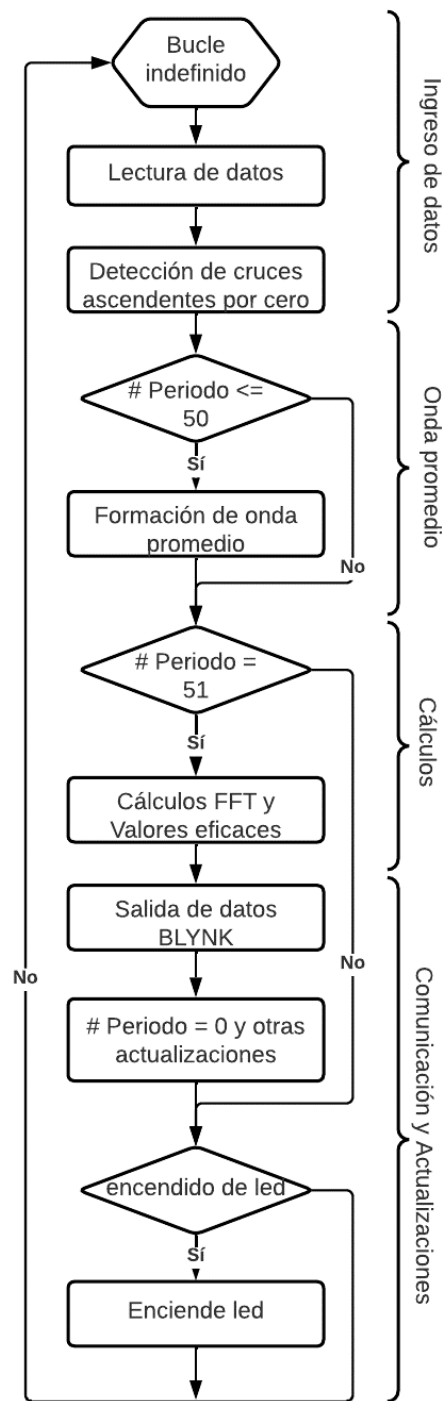 Bucle
indefinido
Ingreso de datos
Lectura de datos
Detección de cruces
ascendentes por cero
# Periodo <=
50
Onda promedio
Sí
Formación de onda
promedio
No
# Periodo =
51
Cálculos
Sí
Cálculos FFT y
Valores eficaces
Salida de datos
BLYNK
No
No
Comunicación y Actualizaciones
# Periodo = 0 y otras
actualizaciones
encendido de led
Sí
Enciende led